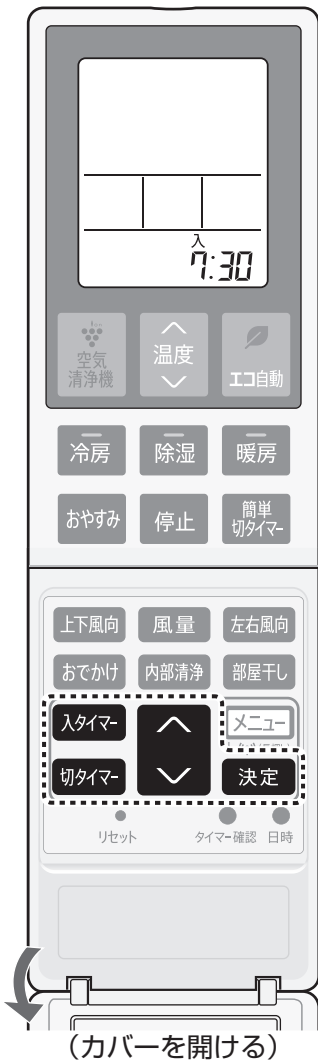 入
7:30
空気
清浄機
温度
エコ自動
冷房
除湿
暖房
おやすみ
停止
簡単
切タイマー
上下風向
風量
左右風向
おでかけ
内部清浄
部屋干し
入タイマー
メニュー
切タイマー
決定
リセット
タイマー確認
日時
(カバーを開ける)